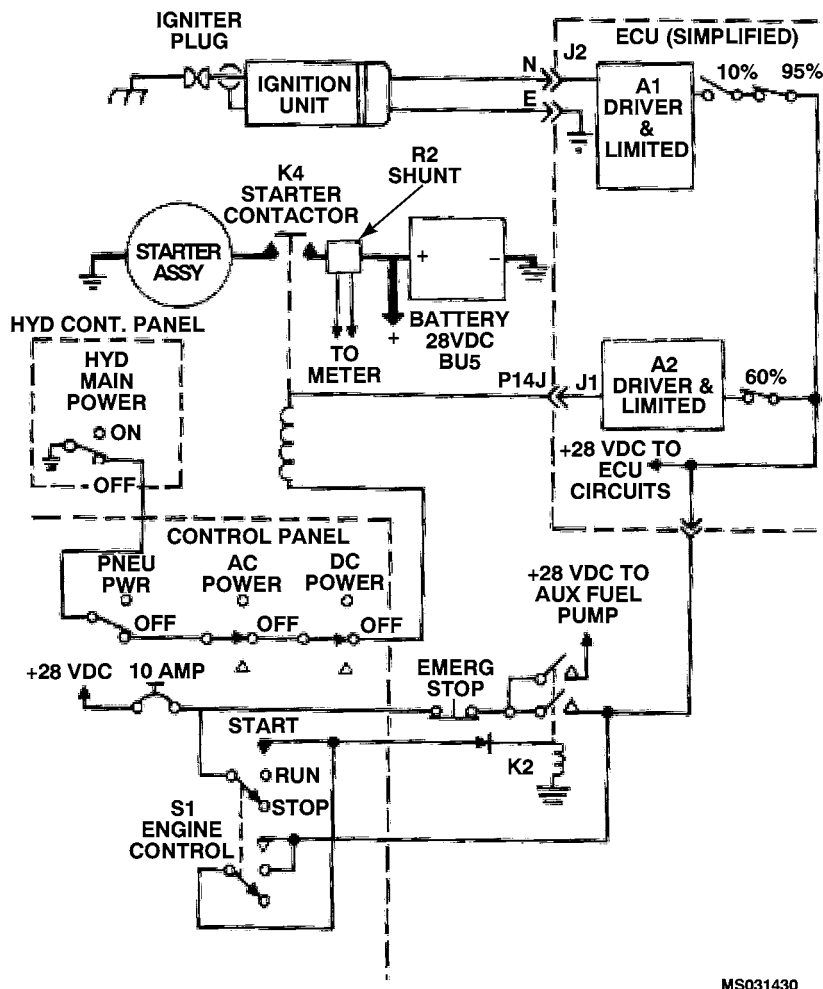 IGNITER
PLUG
IGNITION
UNIT
N
E
J2
ECU (SIMPLIFIED)
A1
DRIVER
&
LIMITED
10%
95%
K4
STARTER
CONTACTOR
R2
SHUNT
STARTER
ASSY
+
-
+
BATTERY
28VDC
BU5
TO
METER
HYD CONT. PANEL
HYD
MAIN
POWER
ON
OFF
P14J
J1
A2
DRIVER &
LIMITED
60%
+28 VDC TO
ECU
CIRCUITS
CONTROL PANEL
PNEU
PWR
AC
POWER
DC
POWER
OFF
OFF
OFF
+28 VDC TO
AUX FUEL
PUMP
+28 VDC
10 AMP
EMERG
STOP
START
RUN
STOP
K2
S1
ENGINE
CONTROL
MS031430